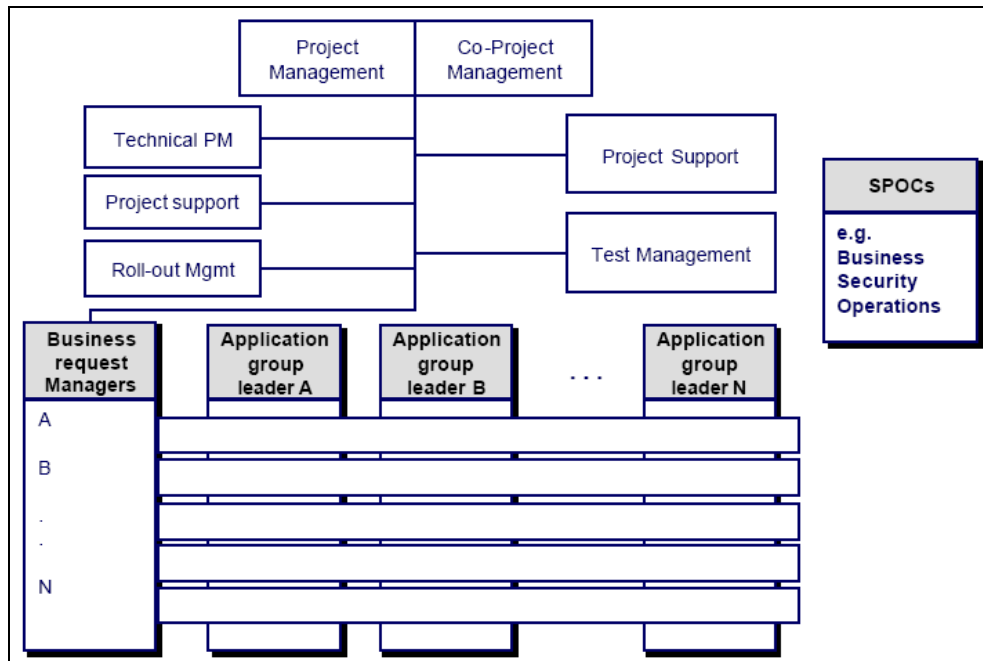 Project
Management
Co-Project
Management
Technical PM
Project Support
Project support
Roll-out Mgmt
Test Management
SPOCs
e.g.
Business
Security
Operations
Business
request
Managers
Application
group
leader A
Application
group
leader B
. . .
Application
group
leader N
A
B
.
.
N